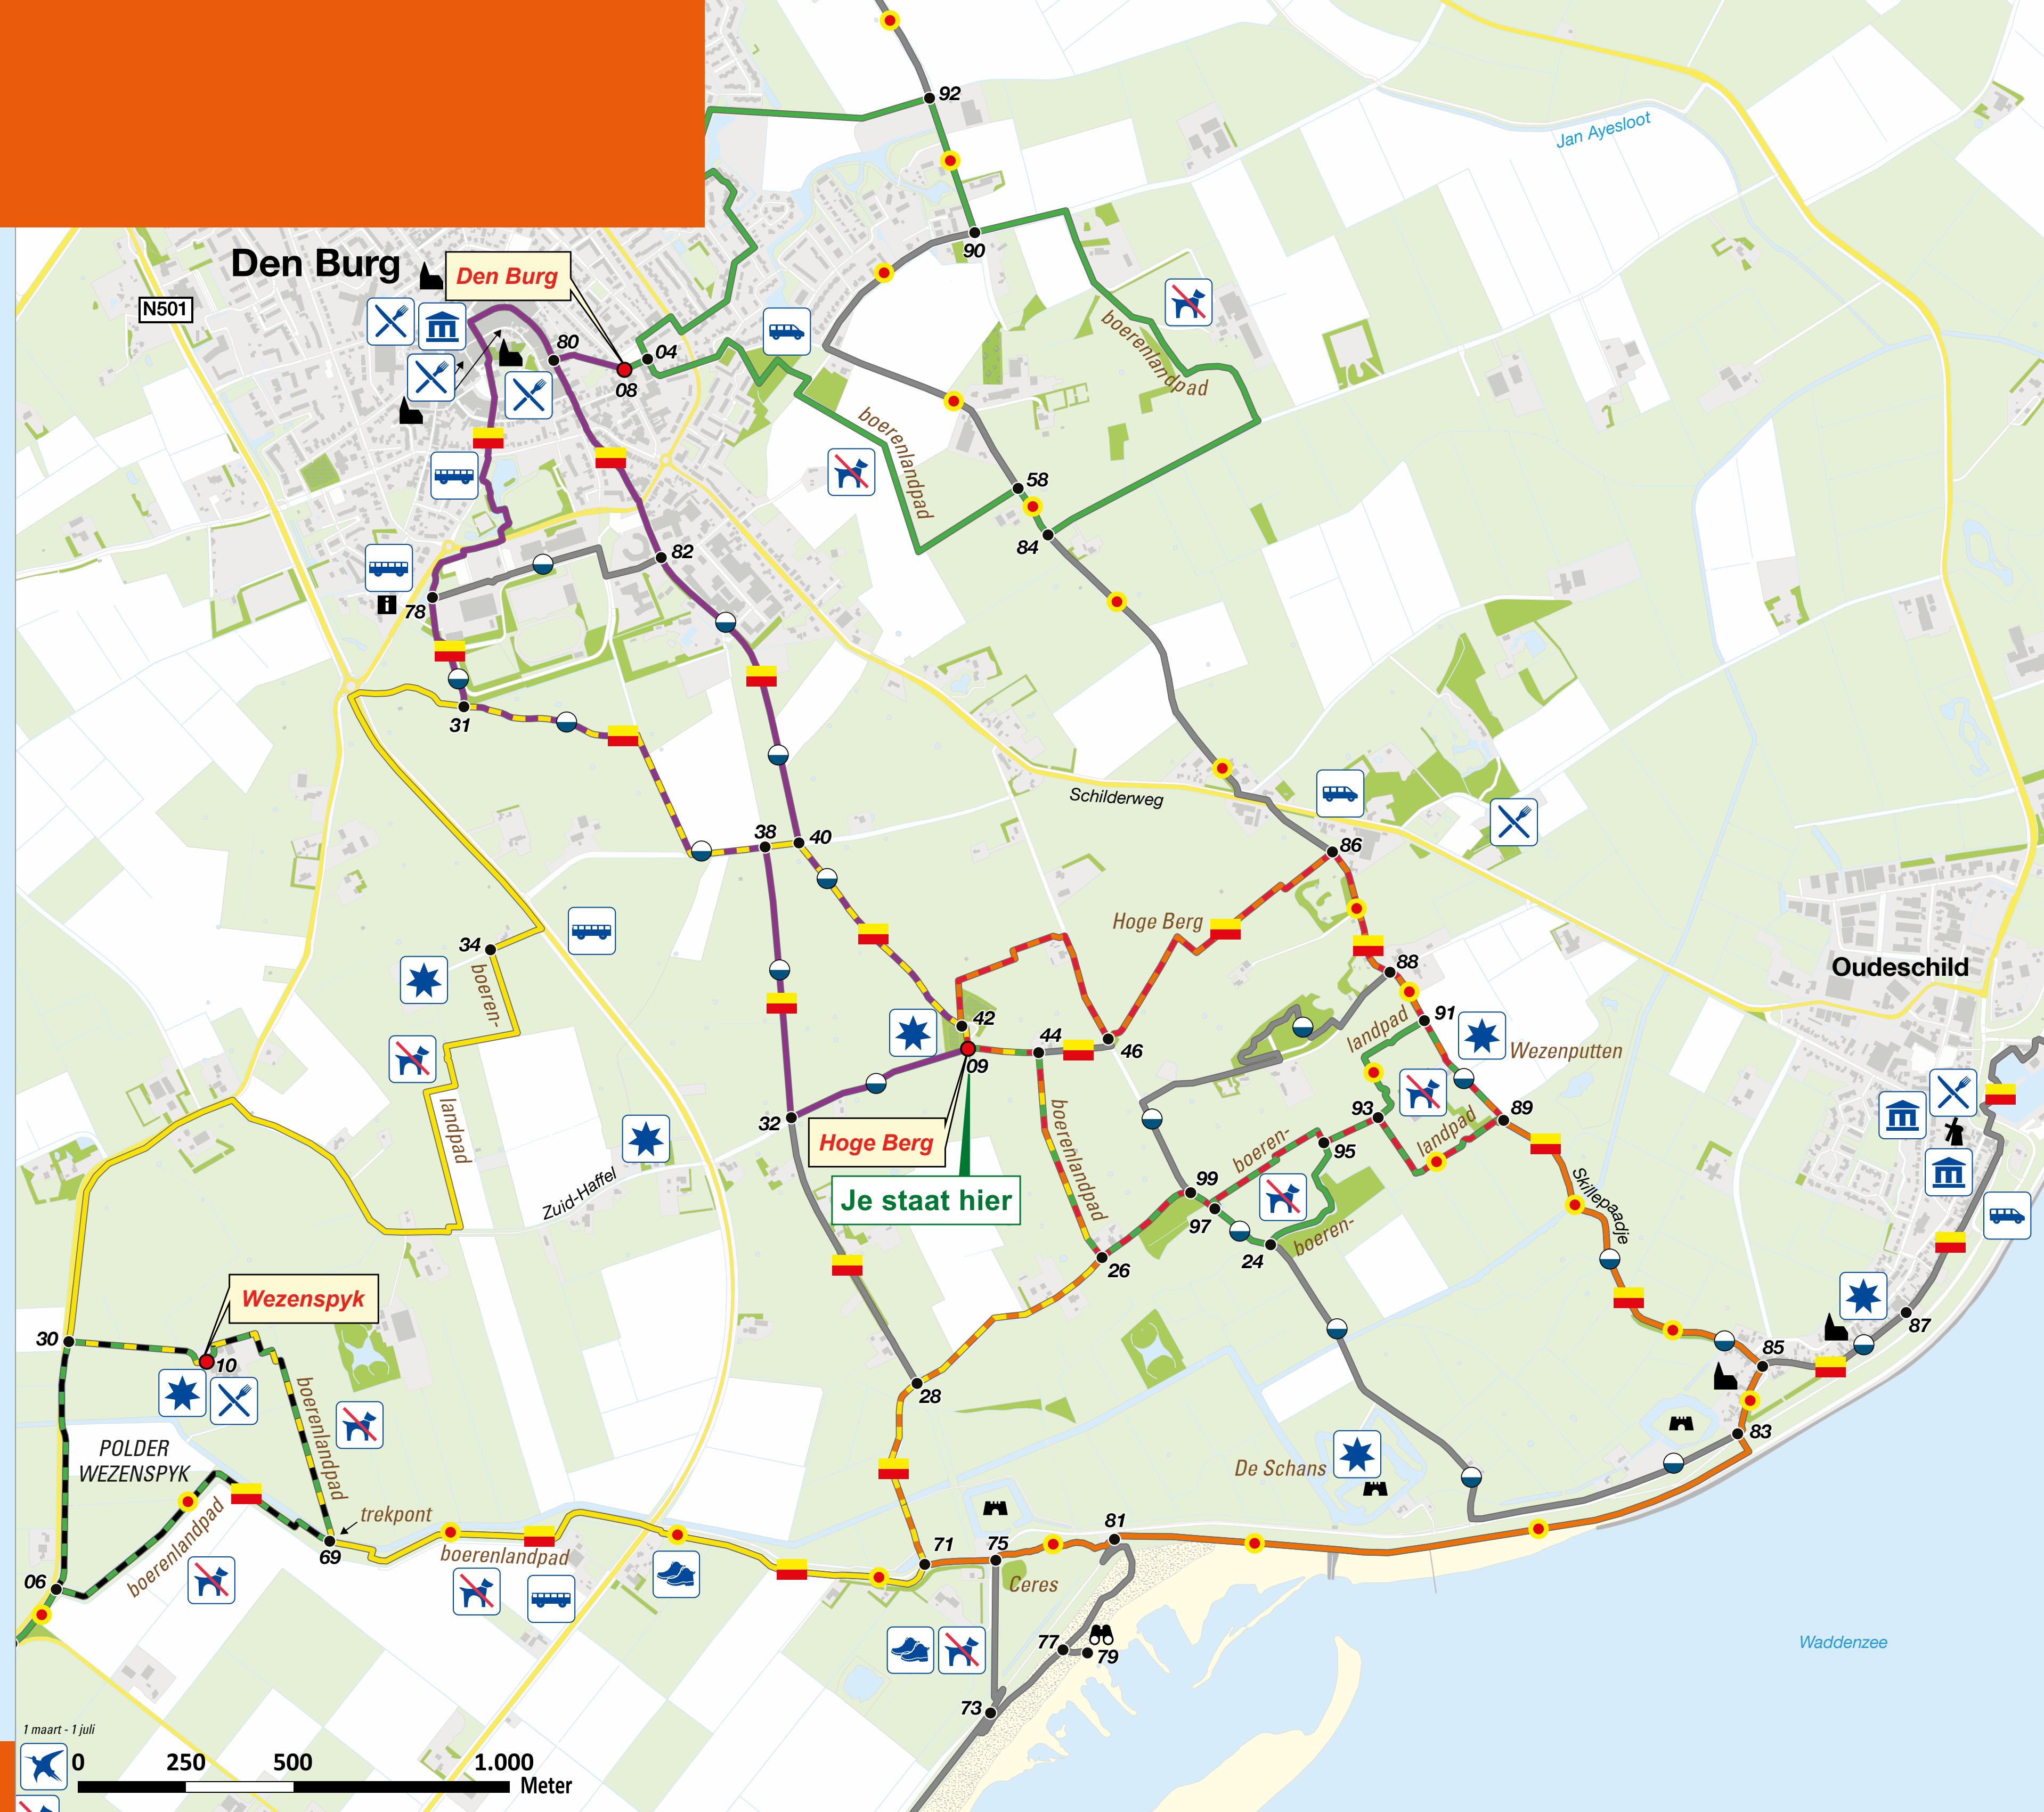 92
Jan Ayesloot
90
Den Burg
Den Burg
N501
80
04
08
boerenlandpad
boerenlandpad
58
84
82
78
i
31
Schilderweg
38
40
86
34
boeren-
landpad
Hoge Berg
88
Oudeschild
42
44
46
09
91
landpad
Wezenputten
32
Hoge Berg
Je staat hier
boerenlandpad
93
landpad
89
boeren-
95
Zuid-Haffel
99
97
24
boeren-
26
Skillepaadje
Wezenspyk
30
10
boerenlandpad
28
87
85
83
POLDER
WEZENSPYK
De Schans
trekpont
boerenlandpad
69
boerenlandpad
71
75
81
Ceres
06
77
79
Waddenzee
73
1 maart - 1 juli
0 250 500 1.000
Meter